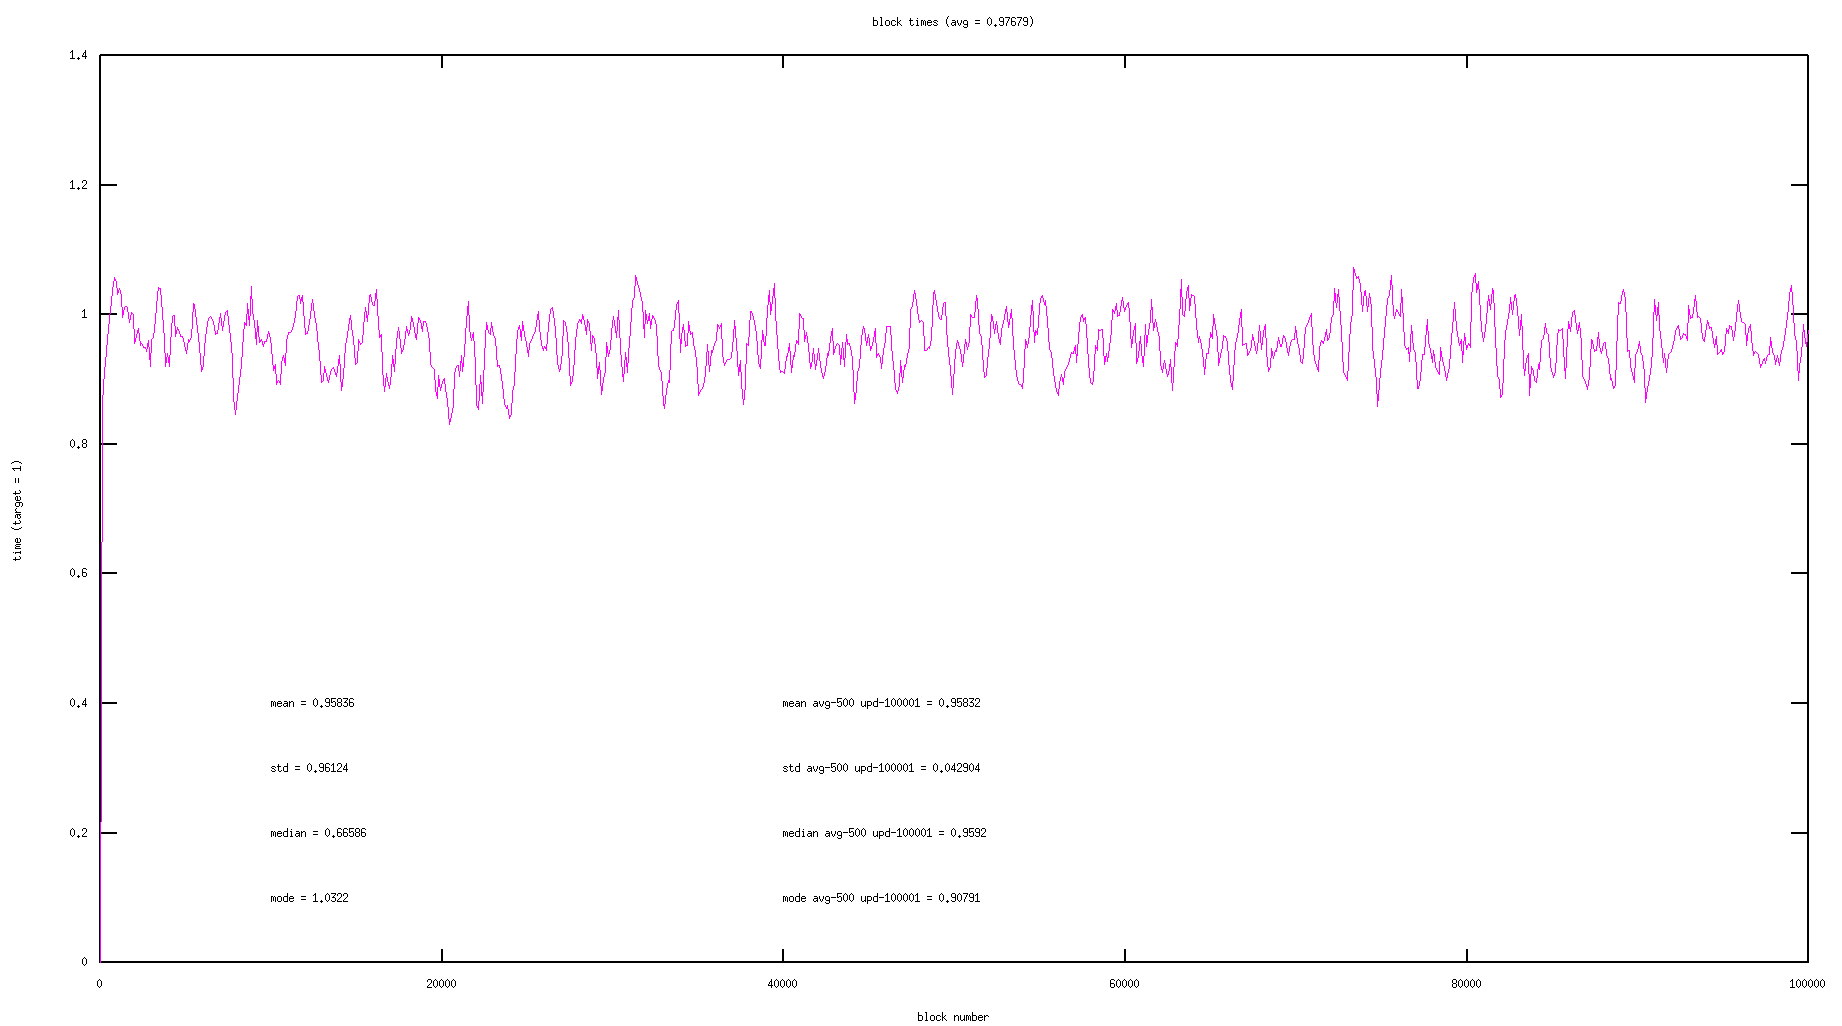 block times (avg = 0.97679)
1.4
1.2
1
0.8
0.6
0.4
0.2
0
time (target = 1)
mean = 0.95836
mean avg-500 upd-100001 = 0.95832
std = 0.96124
std avg-500 upd-100001 = 0.042904
median = 0.66586
median avg-500 upd-100001 = 0.9592
mode = 1.0322
mode avg-500 upd-100001 = 0.90791
0
20000
40000
60000
80000
100000
block number